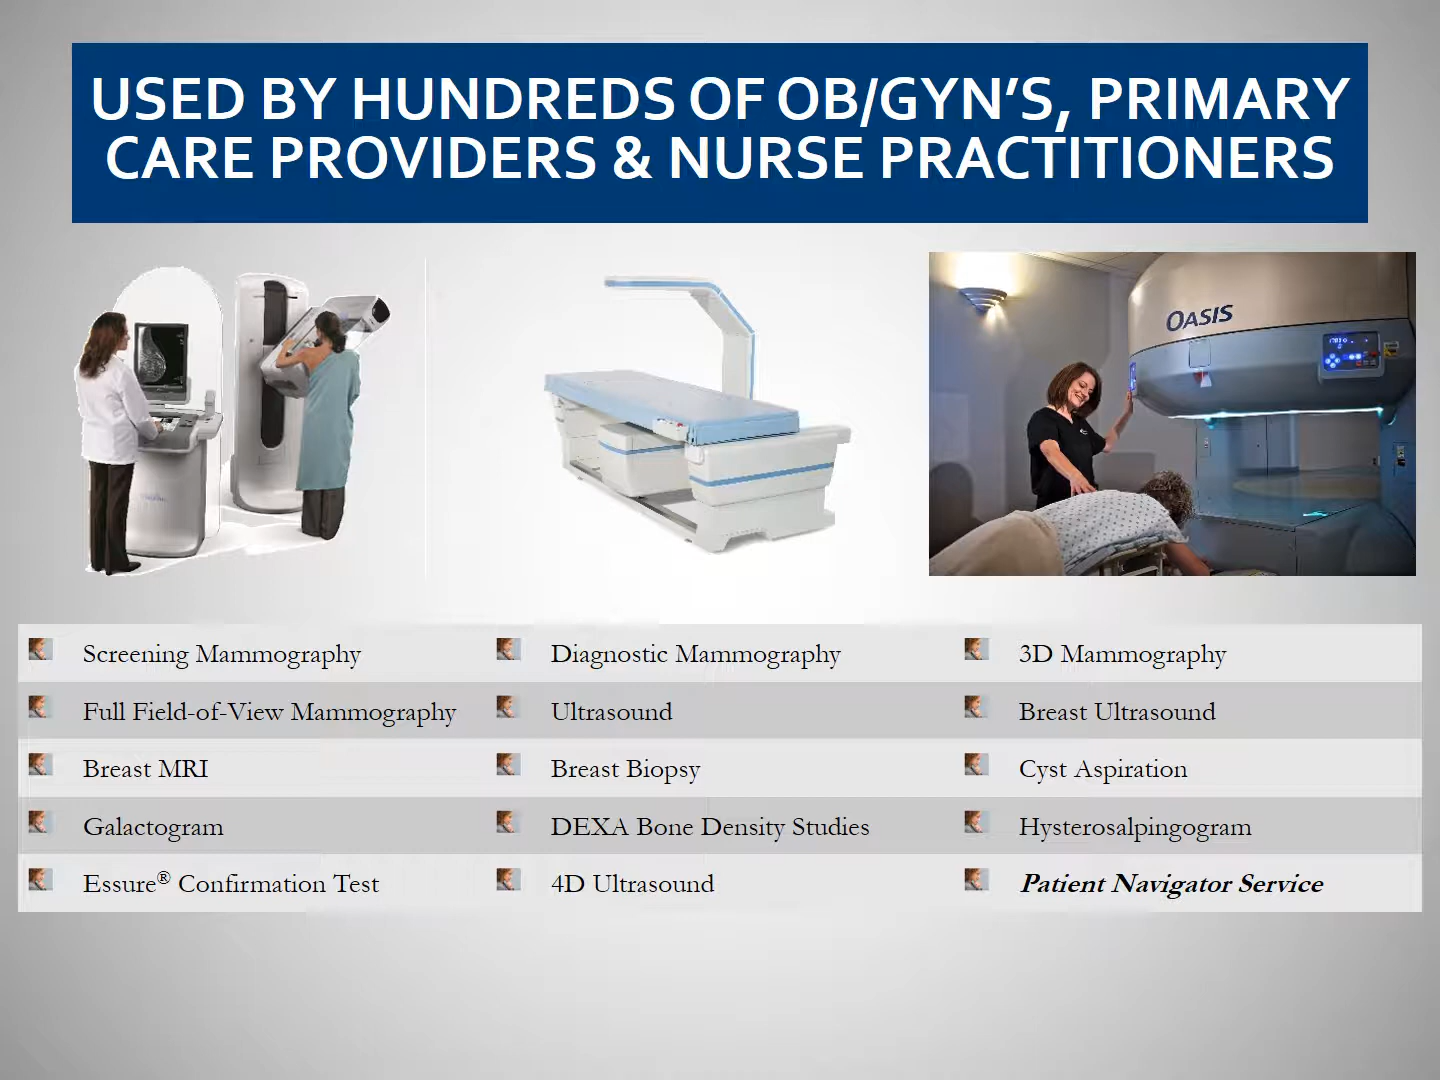 USED BY HUNDREDS OF OB/GYN’S, PRIMARY
CARE PROVIDERS & NURSE PRACTITIONERS
OASIS
Screening Mammography
Diagnostic Mammography
3D Mammography
Full Field-of-View Mammography
Ultrasound
Breast Ultrasound
Breast MRI
Breast Biopsy
Cyst Aspiration
Galactogram
DEXA Bone Density Studies
Hysterosalpingogram
Essure® Confirmation Test
4D Ultrasound
Patient Navigator Service